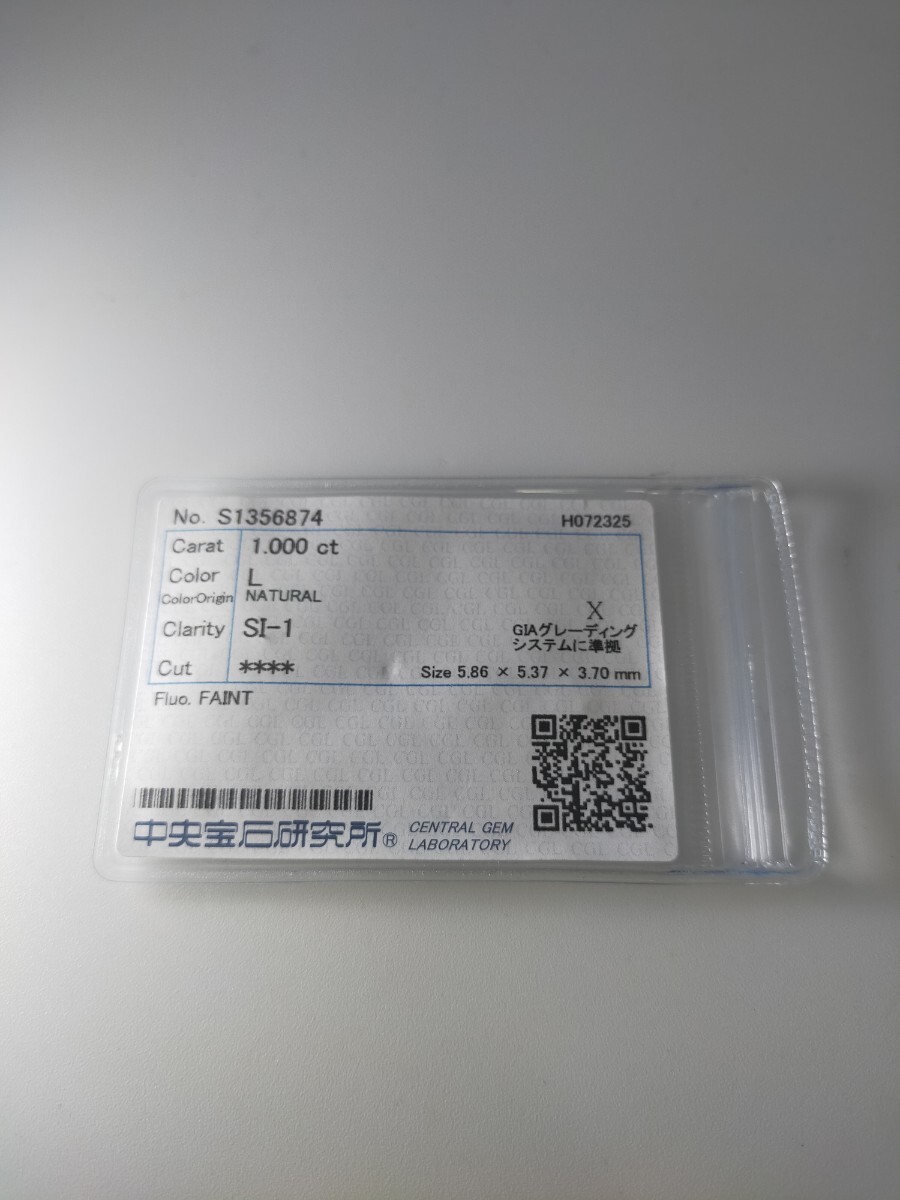 No. S1356874 H072325
Carat 1.000 ct
Color L
ColorOrigin NATURAL
X
Clarity SI-1
GIAグレーディング
システムに準拠
Cut **** Size 5.86 × 5.37 × 3.70 mm
Fluo. FAINT
中央宝石研究所® CENTRAL GEM
LABORATORY